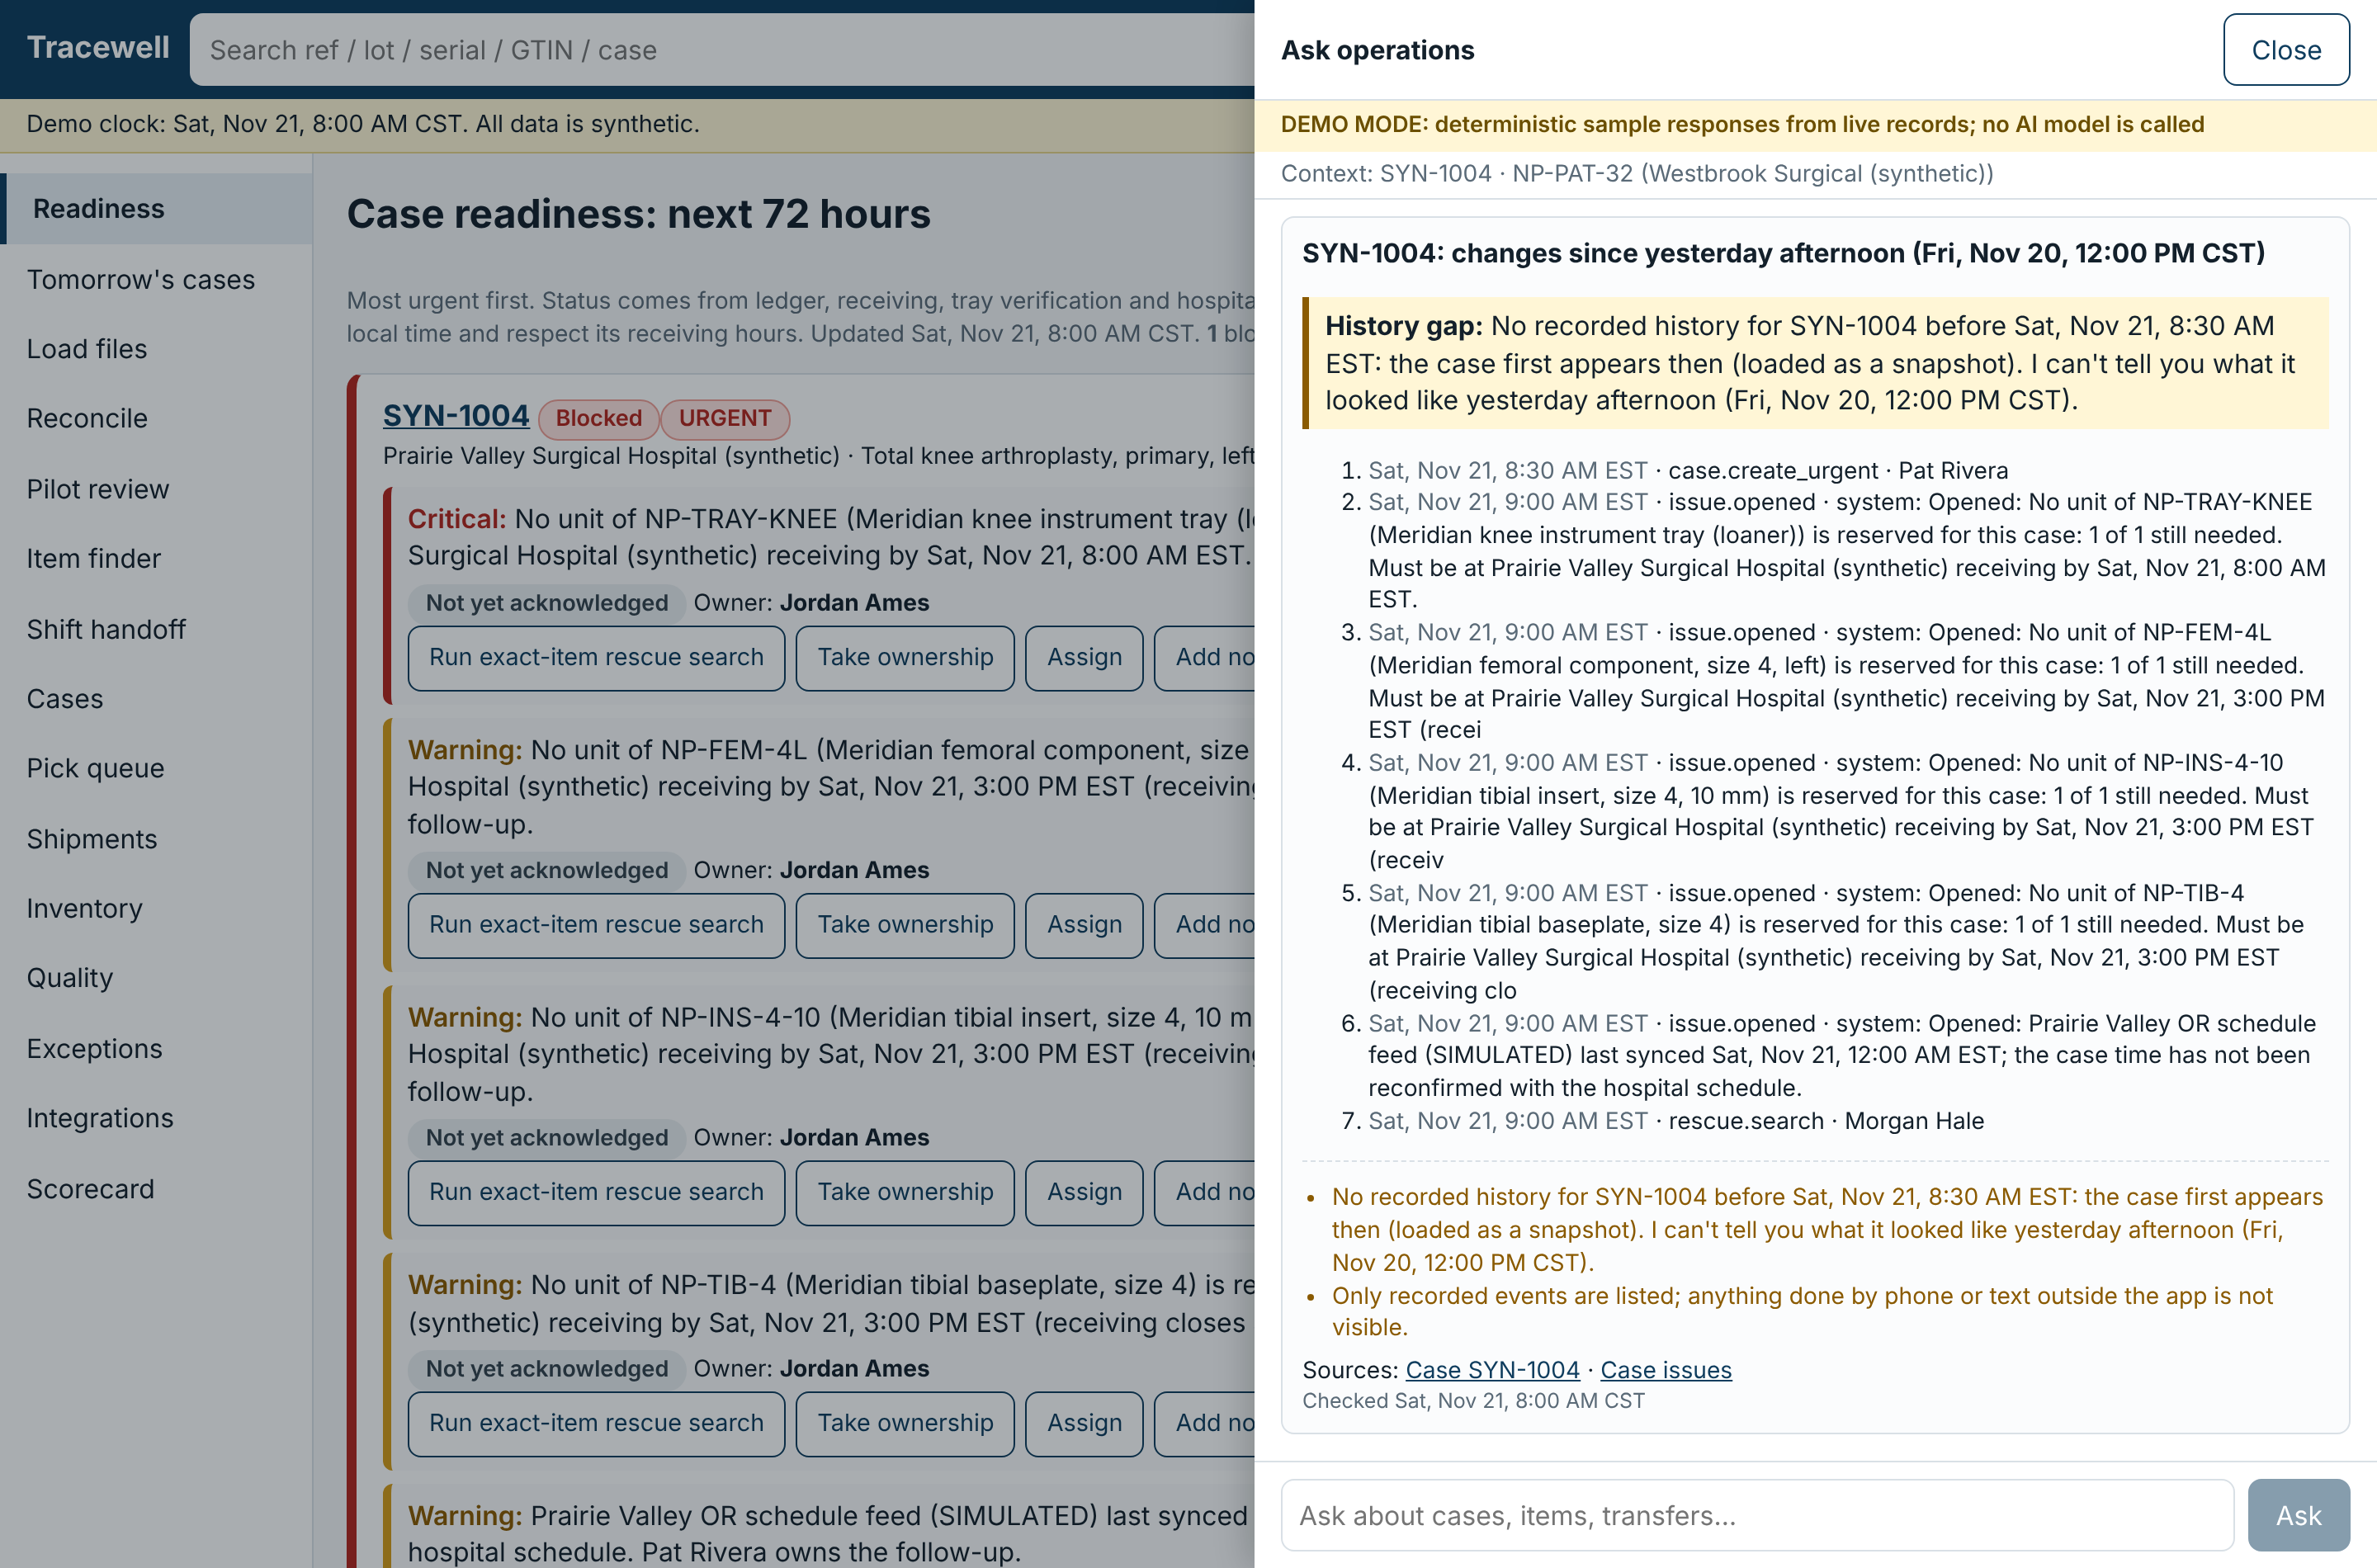 Tracewell
Search ref / lot / serial / GTIN / case
Demo clock: Sat, Nov 21, 8:00 AM CST. All data is synthetic.
Readiness
Tomorrow's cases
Load files
Reconcile
Pilot review
Item finder
Shift handoff
Cases
Pick queue
Shipments
Inventory
Quality
Exceptions
Integrations
Scorecard
Case readiness: next 72 hours
Most urgent first. Status comes from ledger, receiving, tray verification and hospita
local time and respect its receiving hours. Updated Sat, Nov 21, 8:00 AM CST. 1 blo
SYN-1004 Blocked URGENT
Prairie Valley Surgical Hospital (synthetic) · Total knee arthroplasty, primary, left
Critical: No unit of NP-TRAY-KNEE (Meridian knee instrument tray (l
Surgical Hospital (synthetic) receiving by Sat, Nov 21, 8:00 AM EST.
Not yet acknowledged Owner: Jordan Ames
Run exact-item rescue search Take ownership Assign Add no
Warning: No unit of NP-FEM-4L (Meridian femoral component, size
Hospital (synthetic) receiving by Sat, Nov 21, 3:00 PM EST (receiving
follow-up.
Not yet acknowledged Owner: Jordan Ames
Run exact-item rescue search Take ownership Assign Add no
Warning: No unit of NP-INS-4-10 (Meridian tibial insert, size 4, 10 m
Hospital (synthetic) receiving by Sat, Nov 21, 3:00 PM EST (receiving
follow-up.
Not yet acknowledged Owner: Jordan Ames
Run exact-item rescue search Take ownership Assign Add no
Warning: No unit of NP-TIB-4 (Meridian tibial baseplate, size 4) is re
(synthetic) receiving by Sat, Nov 21, 3:00 PM EST (receiving closes
Not yet acknowledged Owner: Jordan Ames
Run exact-item rescue search Take ownership Assign Add no
Warning: Prairie Valley OR schedule feed (SIMULATED) last synced
hospital schedule. Pat Rivera owns the follow-up.
Ask operations
Close
DEMO MODE: deterministic sample responses from live records; no AI model is called
Context: SYN-1004 · NP-PAT-32 (Westbrook Surgical (synthetic))
SYN-1004: changes since yesterday afternoon (Fri, Nov 20, 12:00 PM CST)
History gap: No recorded history for SYN-1004 before Sat, Nov 21, 8:30 AM
EST: the case first appears then (loaded as a snapshot). I can't tell you what it
looked like yesterday afternoon (Fri, Nov 20, 12:00 PM CST).
1. Sat, Nov 21, 8:30 AM EST · case.create_urgent · Pat Rivera
2. Sat, Nov 21, 9:00 AM EST · issue.opened · system: Opened: No unit of NP-TRAY-KNEE
(Meridian knee instrument tray (loaner)) is reserved for this case: 1 of 1 still needed.
Must be at Prairie Valley Surgical Hospital (synthetic) receiving by Sat, Nov 21, 8:00 AM
EST.
3. Sat, Nov 21, 9:00 AM EST · issue.opened · system: Opened: No unit of NP-FEM-4L
(Meridian femoral component, size 4, left) is reserved for this case: 1 of 1 still needed.
Must be at Prairie Valley Surgical Hospital (synthetic) receiving by Sat, Nov 21, 3:00 PM
EST (recei
4. Sat, Nov 21, 9:00 AM EST · issue.opened · system: Opened: No unit of NP-INS-4-10
(Meridian tibial insert, size 4, 10 mm) is reserved for this case: 1 of 1 still needed. Must
be at Prairie Valley Surgical Hospital (synthetic) receiving by Sat, Nov 21, 3:00 PM EST
(receiv
5. Sat, Nov 21, 9:00 AM EST · issue.opened · system: Opened: No unit of NP-TIB-4
(Meridian tibial baseplate, size 4) is reserved for this case: 1 of 1 still needed. Must be
at Prairie Valley Surgical Hospital (synthetic) receiving by Sat, Nov 21, 3:00 PM EST
(receiving clo
6. Sat, Nov 21, 9:00 AM EST · issue.opened · system: Opened: Prairie Valley OR schedule
feed (SIMULATED) last synced Sat, Nov 21, 12:00 AM EST; the case time has not been
reconfirmed with the hospital schedule.
7. Sat, Nov 21, 9:00 AM EST · rescue.search · Morgan Hale
• No recorded history for SYN-1004 before Sat, Nov 21, 8:30 AM EST: the case first appears
then (loaded as a snapshot). I can't tell you what it looked like yesterday afternoon (Fri,
Nov 20, 12:00 PM CST).
• Only recorded events are listed; anything done by phone or text outside the app is not
visible.
Sources: Case SYN-1004 · Case issues
Checked Sat, Nov 21, 8:00 AM CST
Ask about cases, items, transfers...
Ask